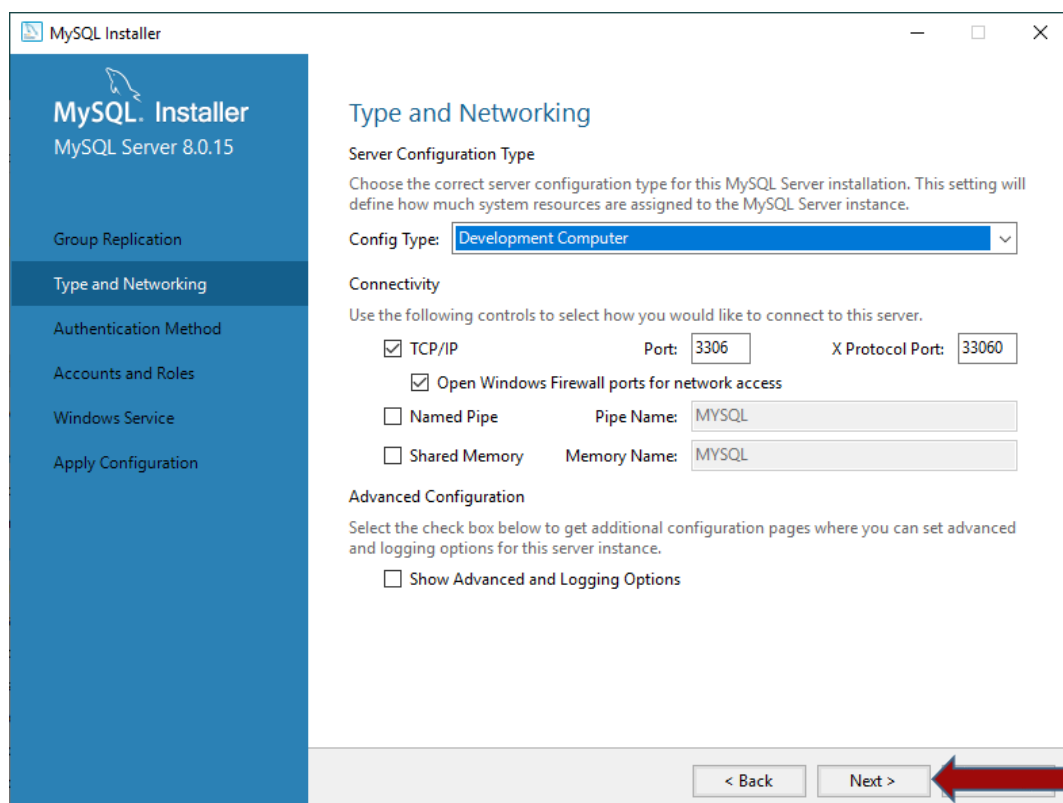 MySQL Installer
MySQL. Installer
MySQL Server 8.0.15
Group Replication
Type and Networking
Authentication Method
Accounts and Roles
Windows Service
Apply Configuration
Type and Networking
Server Configuration Type
Choose the correct server configuration type for this MySQL Server installation. This setting will
define how much system resources are assigned to the MySQL Server instance.
Config Type: Development Computer
Connectivity
Use the following controls to select how you would like to connect to this server.
TCP/IP Port: 3306 X Protocol Port: 33060
Open Windows Firewall ports for network access
Named Pipe Pipe Name: MYSQL
Shared Memory Memory Name: MYSQL
Advanced Configuration
Select the check box below to get additional configuration pages where you can set advanced
and logging options for this server instance.
Show Advanced and Logging Options
< Back Next >